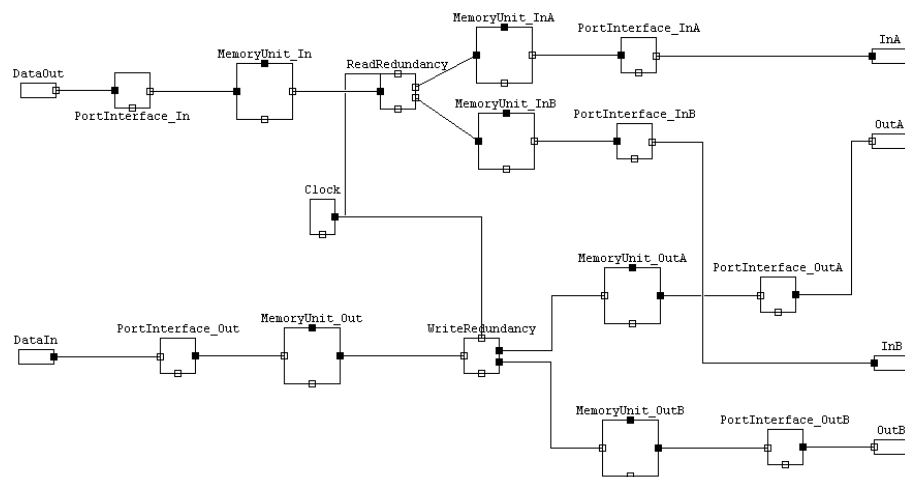 MemoryUnit_InA
PortInterface_InA
InA
MemoryUnit_In
ReadRedundancy
DataOut
PortInterface_In
MemoryUnit_InB
PortInterface_InB
OutA
Clock
MemoryUnit_OutA
PortInterface_OutA
MemoryUnit_Out
PortInterface_Out
WriteRedundancy
DataIn
InB
MemoryUnit_OutB
PortInterface_OutB
OutB